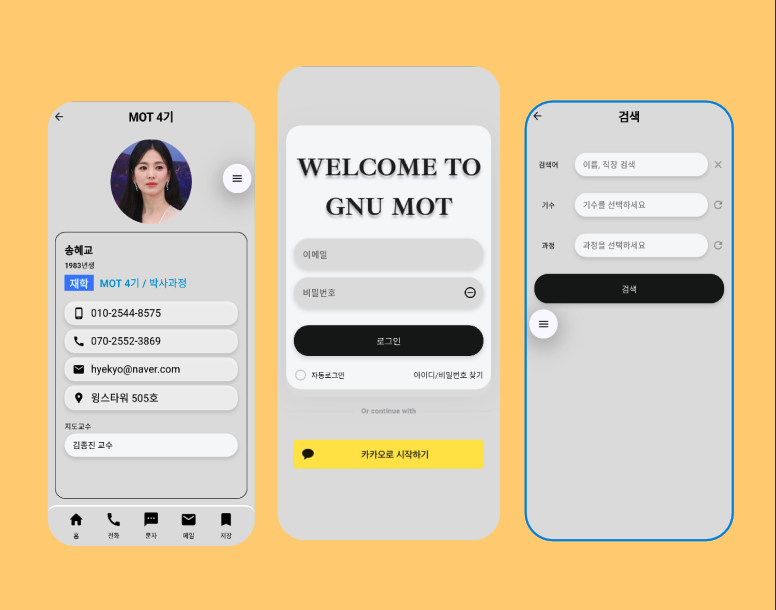 MOT 4기
송혜교
1983년생
재학 MOT 4기 / 박사과정
010-2544-8575
070-2552-3869
hyekyo@naver.com
윙스타워 505호
지도교수
김종진 교수
홈 전화 문자 메일 저장
WELCOME TO
GNU MOT
이메일
비밀번호
로그인
자동로그인 아이디/비밀번호 찾기
Or continue with
카카오로 시작하기
검색
검색어 이름, 직장 검색
기수 기수를 선택하세요
과정 과정을 선택하세요
검색